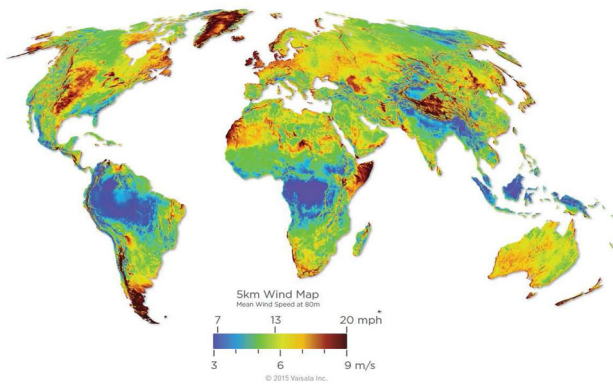 5km Wind Map
Mean Wind Speed at 80m
7 13 20 mph
3 6 9 m/s
© 2015 Vaisala Inc.